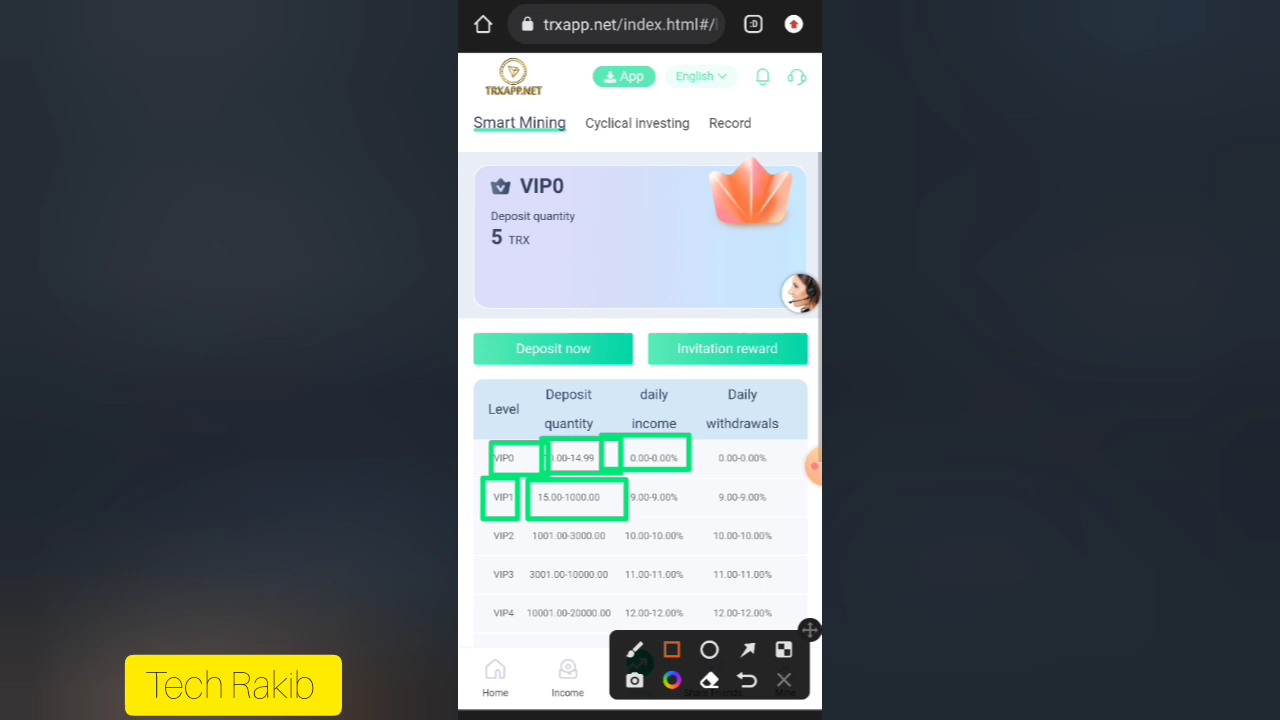 trxapp.net/index.html#/
:D
TRXAPP.NET
App
English
Smart Mining Cyclical investing Record
VIP0
Deposit quantity
5 TRX
Deposit now Invitation reward
Level Deposit quantity daily income Daily withdrawals
VIP0 0.00-14.99 0.00-0.00% 0.00-0.00%
VIP1 15.00-1000.00 9.00-9.00% 9.00-9.00%
VIP2 1001.00-3000.00 10.00-10.00% 10.00-10.00%
VIP3 3001.00-10000.00 11.00-11.00% 11.00-11.00%
VIP4 10001.00-20000.00 12.00-12.00% 12.00-12.00%
Home Income Share Friends Mine
Tech Rakib